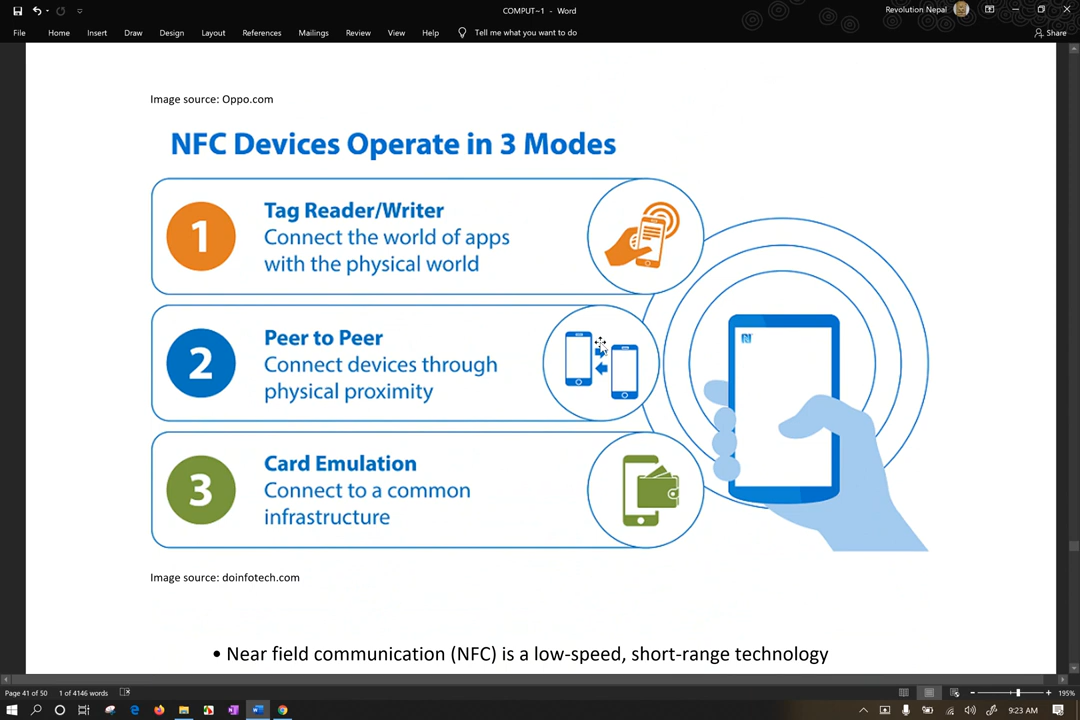 COMPUT~1 - Word
Revolution Nepal
File Home Insert Draw Design Layout References Mailings Review View Help Tell me what you want to do Share
Image source: Oppo.com
NFC Devices Operate in 3 Modes
1
Tag Reader/Writer
Connect the world of apps
with the physical world
2
Peer to Peer
Connect devices through
physical proximity
3
Card Emulation
Connect to a common
infrastructure
Image source: doinfotech.com
• Near field communication (NFC) is a low-speed, short-range technology
Page 41 of 50 1 of 4146 words 195%
9:23 AM